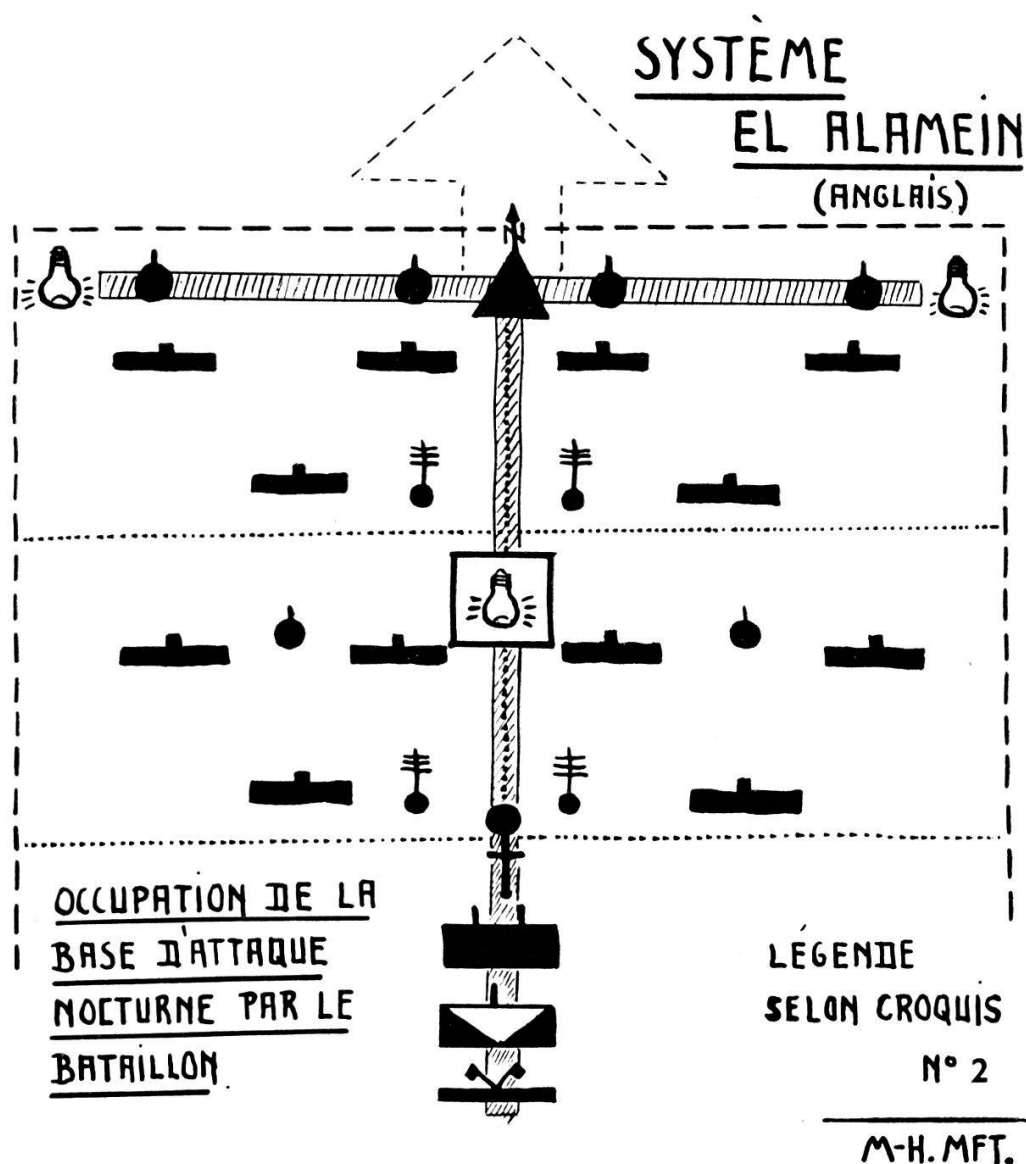 SYSTÈME
EL ALAMEIN
(ANGLAIS)
N
OCCUPATION DE LA
BASE D'ATTAQUE
NOCTURNE PAR LE
BATAILLON
LÉGENDE
SELON CROQUIS
N° 2
M-H. MFT.